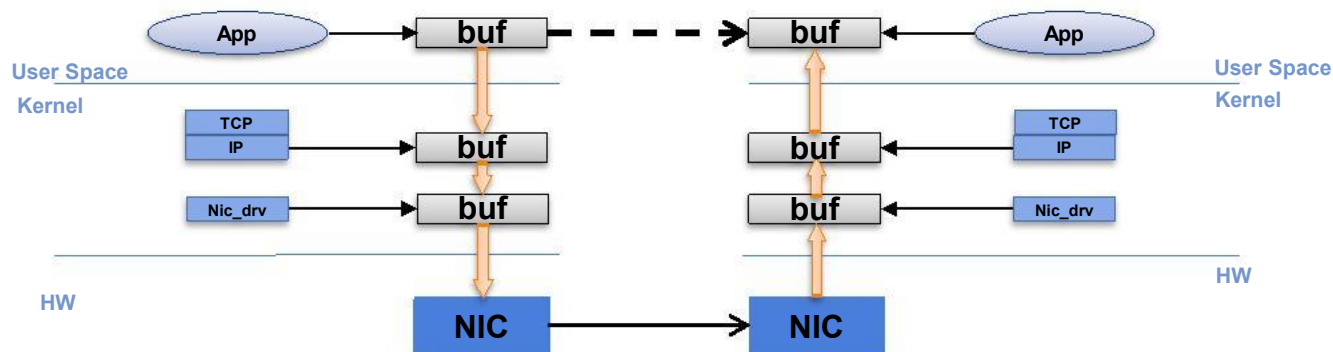 App
buf
buf
App
User Space
User Space
Kernel
Kernel
TCP
TCP
IP
buf
buf
IP
Nic_drv
buf
buf
Nic_drv
HW
HW
NIC
NIC